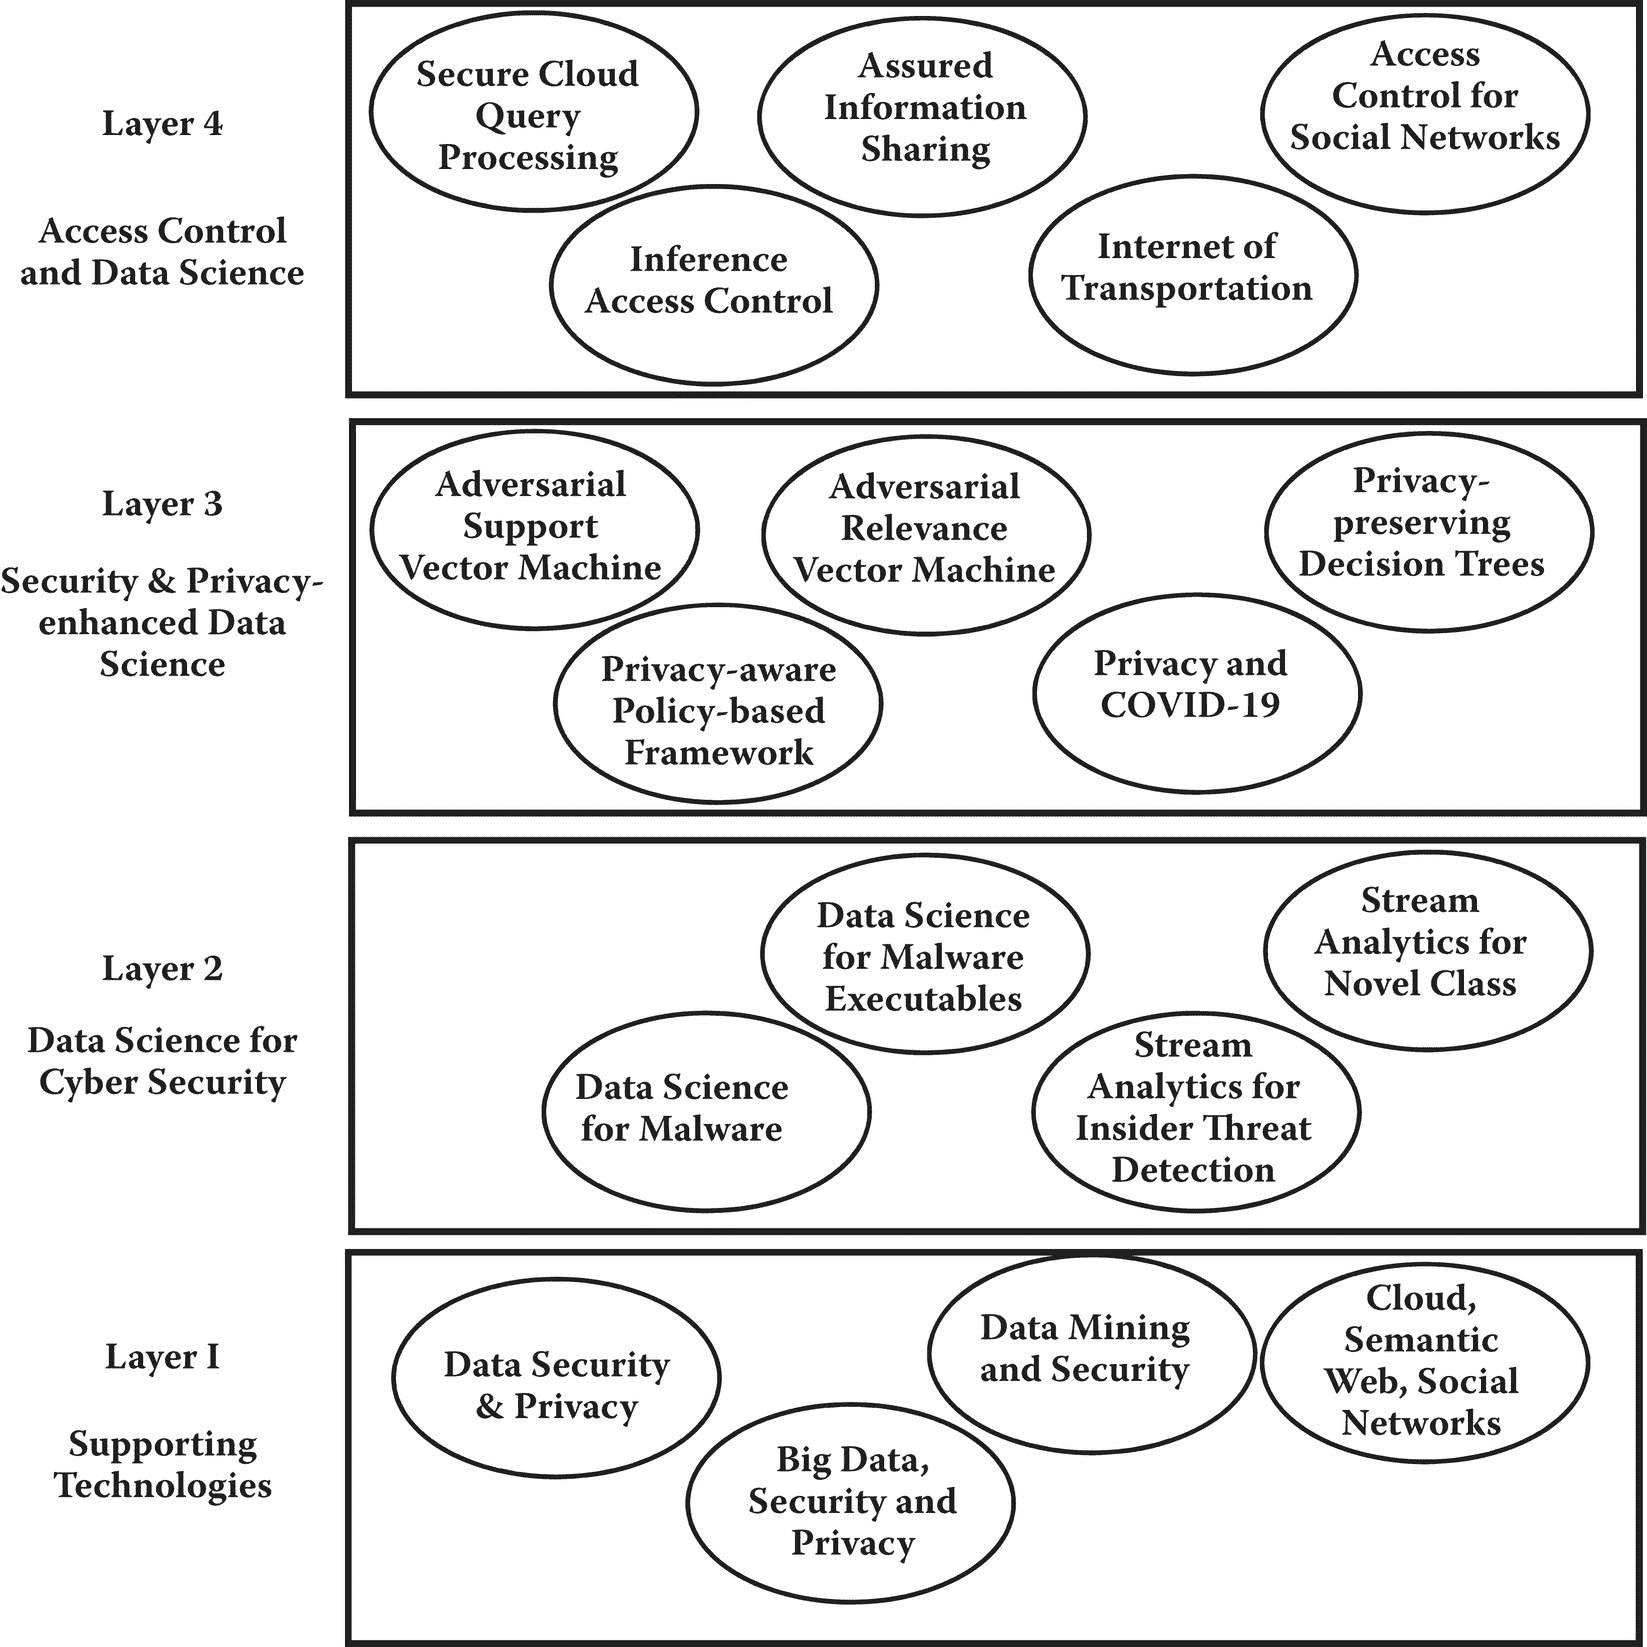 Layer 4
Access Control
and Data Science
Secure Cloud
Query
Processing
Assured
Information
Sharing
Access
Control for
Social Networks
Inference
Access Control
Internet of
Transportation
Layer 3
Security & Privacy-
enhanced Data
Science
Adversarial
Support
Vector Machine
Adversarial
Relevance
Vector Machine
Privacy-
preserving
Decision Trees
Privacy-aware
Policy-based
Framework
Privacy and
COVID-19
Layer 2
Data Science for
Cyber Security
Data Science
for Malware
Executables
Stream
Analytics for
Novel Class
Data Science
for Malware
Stream
Analytics for
Insider Threat
Detection
Layer I
Supporting
Technologies
Data Security
& Privacy
Big Data,
Security and
Privacy
Data Mining
and Security
Cloud,
Semantic
Web, Social
Networks